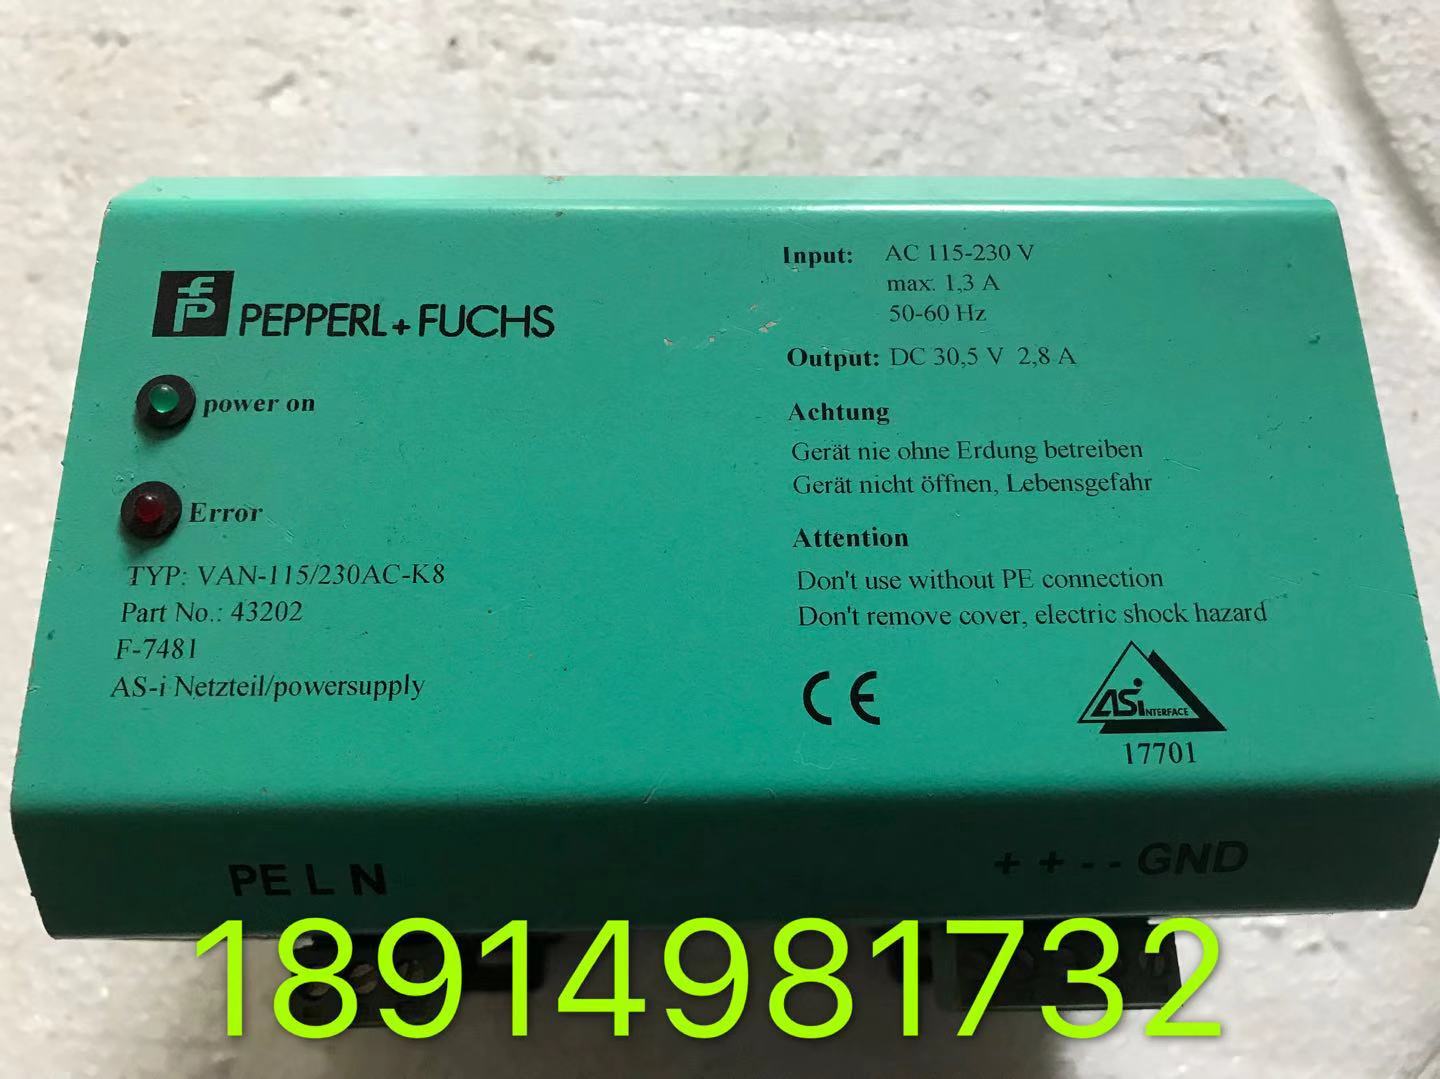 fP PEPPERL+FUCHS
power on
Error
TYP: VAN-115/230AC-K8
Part No.: 43202
F-7481
AS-i Netzteil/powersupply
Input: AC 115-230 V
max. 1,3 A
50-60 Hz
Output: DC 30,5 V 2,8 A
Achtung
Gerät nie ohne Erdung betreiben
Gerät nicht öffnen, Lebensgefahr
Attention
Don't use without PE connection
Don't remove cover, electric shock hazard
CE
ASi INTERFACE
17701
PE L N
+ + - - GND
18914981732